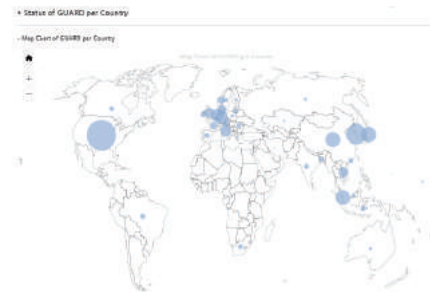 + Status of GUARD per Country
- Map Chart of GUARD per Country
+
−